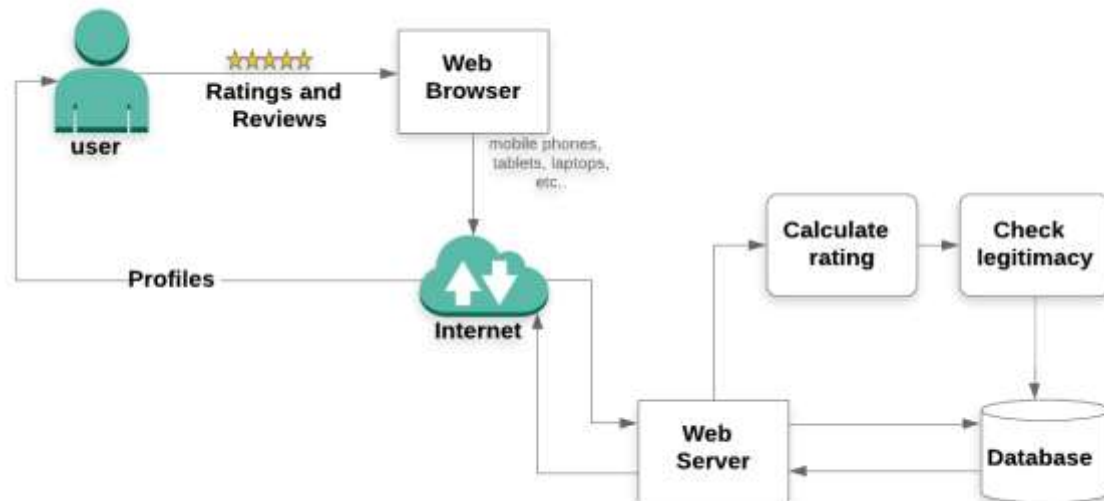 user
Ratings and
Reviews
Web
Browser
mobile phones,
tablets, laptops,
etc..
Calculate
rating
Check
legitimacy
Profiles
Internet
Web
Server
Database